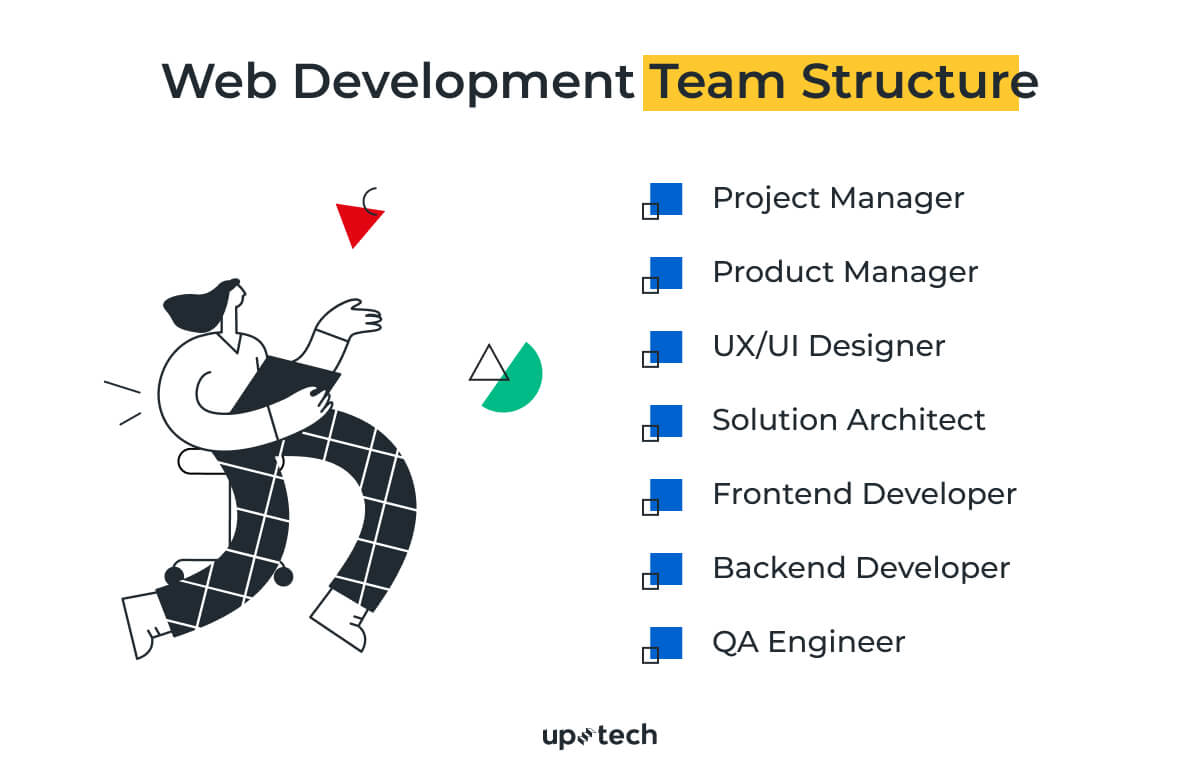 Web Development Team Structure
Project Manager
Product Manager
UX/UI Designer
Solution Architect
Frontend Developer
Backend Developer
QA Engineer
uptech